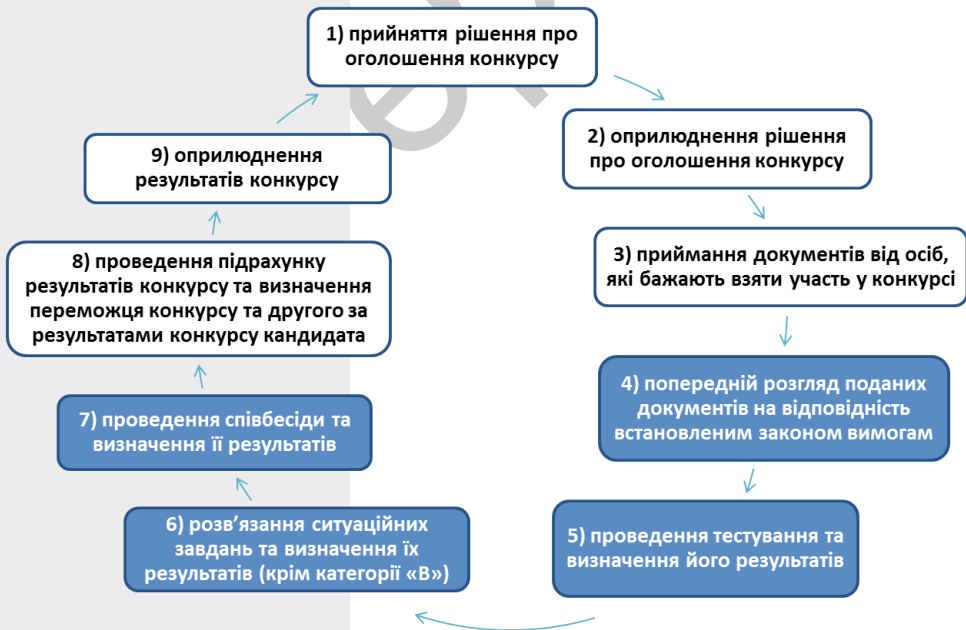 1) прийняття рішення про
оголошення конкурсу
2) оприлюднення рішення
про оголошення конкурсу
3) приймання документів від осіб,
які бажають взяти участь у конкурсі
4) попередній розгляд поданих
документів на відповідність
встановленим законом вимогам
5) проведення тестування та
визначення його результатів
6) розв’язання ситуаційних
завдань та визначення їх
результатів (крім категорії «В»)
7) проведення співбесіди та
визначення її результатів
8) проведення підрахунку
результатів конкурсу та визначення
переможця конкурсу та другого за
результатами конкурсу кандидата
9) оприлюднення
результатів конкурсу